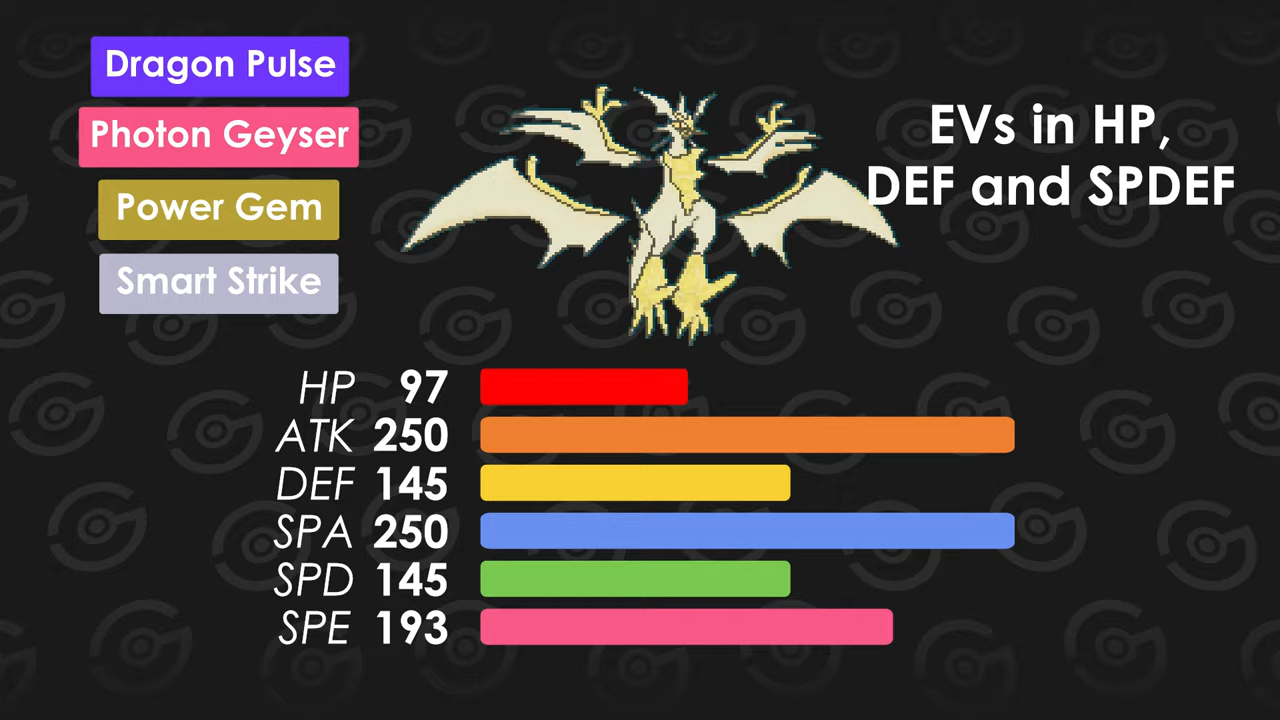 Dragon Pulse
Photon Geyser
Power Gem
Smart Strike
EVs in HP,
DEF and SPDEF
HP 97
ATK 250
DEF 145
SPA 250
SPD 145
SPE 193